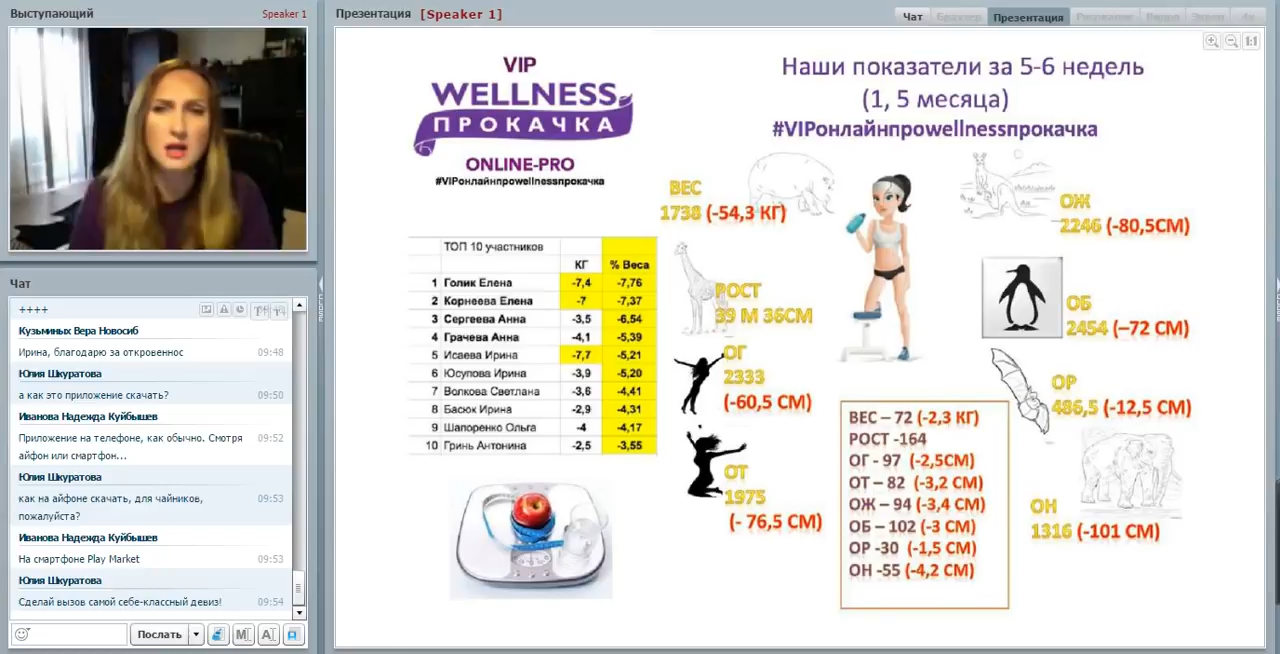 Выступающий
Speaker 1
Чат
++++
Кузьминых Вера Новосиб
Ирина, благодарю за откровеннос
09:48
Юлия Шкуратова
а как это приложение скачать?
09:50
Иванова Надежда Куйбышев
Приложение на телефоне, как обычно. Смотря
айфон или смартфон...
09:52
Юлия Шкуратова
как на айфоне скачать, для чайников,
пожалуйста?
09:53
Иванова Надежда Куйбышев
На смартфоне Play Market
09:53
Юлия Шкуратова
Сделай вызов самой себе-классный девиз!
09:54
Послать
Презентация [Speaker 1]
Чат
Браузер
Презентация
Рисование
Видео
Экран
4x
1:1
VIP
WELLNESS
ПРОКАЧКА
ONLINE-PRO
#VIPонлайнпроwellnessпрокачка
Наши показатели за 5-6 недель
(1, 5 месяца)
#VIPонлайнпроwellnessпрокачка
ТОП 10 участников
КГ % Веса
1 Голик Елена -7,4 -7,76
2 Корнеева Елена -7 -7,37
3 Сергеева Анна -3,5 -6,54
4 Грачева Анна -4,1 -5,39
5 Исаева Ирина -7,7 -5,21
6 Юсупова Ирина -3,9 -5,20
7 Волкова Светлана -3,6 -4,41
8 Басюк Ирина -2,9 -4,31
9 Шапоренко Ольга -4 -4,17
10 Гринь Антонина -2,5 -3,55
ВЕС
1738 (-54,3 КГ)
РОСТ
39 М 36СМ
ОГ
2333
(-60,5 СМ)
ОТ
1975
(- 76,5 СМ)
ОЖ
2246 (-80,5СМ)
ОБ
2454 (–72 СМ)
ОР
486,5 (-12,5 СМ)
ОН
1316 (-101 СМ)
ВЕС – 72 (-2,3 КГ)
РОСТ -164
ОГ - 97 (-2,5СМ)
ОТ – 82 (-3,2 СМ)
ОЖ – 94 (-3,4 СМ)
ОБ – 102 (-3 СМ)
ОР -30 (-1,5 СМ)
ОН -55 (-4,2 СМ)